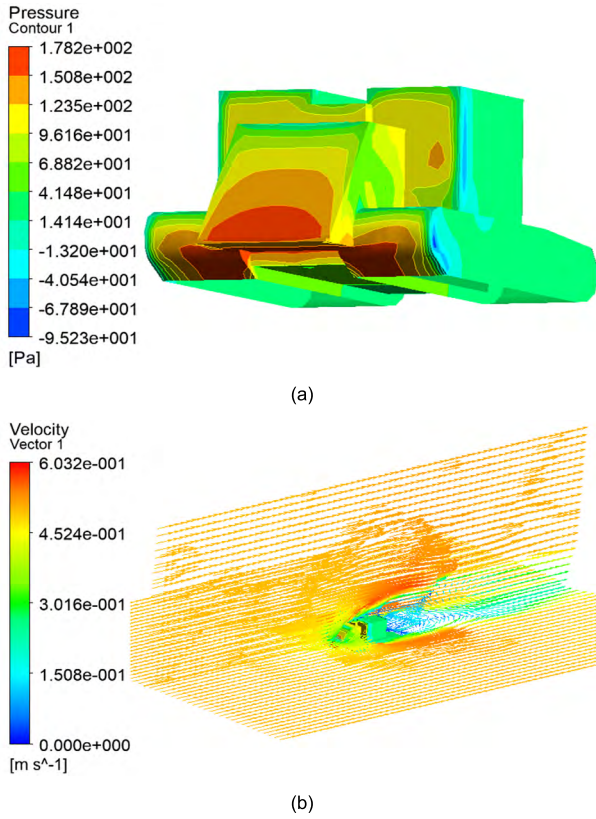 Pressure
Contour 1
1.782e+002
1.508e+002
1.235e+002
9.616e+001
6.882e+001
4.148e+001
1.414e+001
-1.320e+001
-4.054e+001
-6.789e+001
-9.523e+001
[Pa]
(a)
Velocity
Vector 1
6.032e-001
4.524e-001
3.016e-001
1.508e-001
0.000e+000
[m s^-1]
(b)